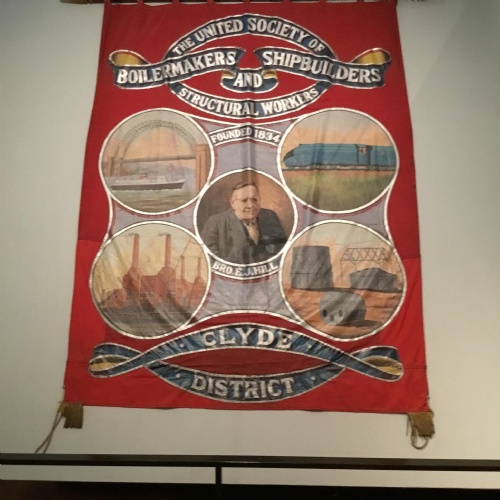 THE UNITED SOCIETY OF
BOILERMAKERS AND SHIPBUILDERS
STRUCTURAL WORKERS
FOUNDED 1834
BRO. E. J. HILL
CLYDE
DISTRICT